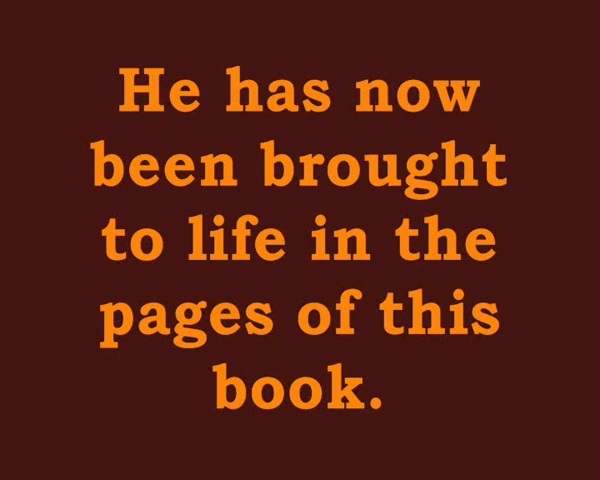 He has now
been brought
to life in the
pages of this
book.